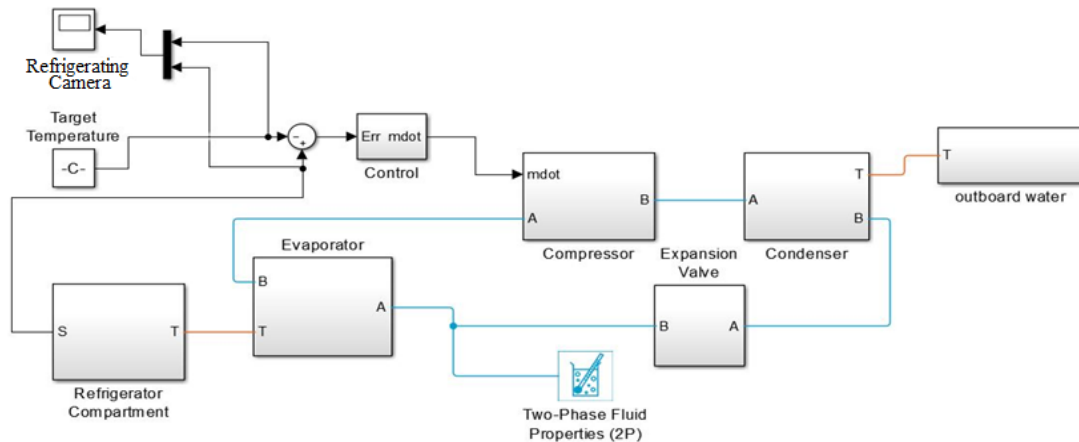 Refrigerating
Camera
Target
Temperature
-C-
-
+
Err mdot
Control
mdot
A
B
Compressor
A
T
B
Condenser
T
outboard water
Evaporator
B
A
T
Expansion
Valve
B
A
S
T
Refrigerator
Compartment
Two-Phase Fluid
Properties (2P)